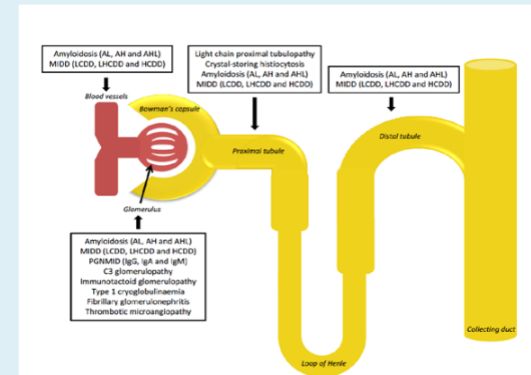 Amyloidosis (AL, AH and AHL)
MIDD (LCDD, LHCDD and HCDD)
Light chain proximal tubulopathy
Crystal-storing histiocytosis
Amyloidosis (AL, AH and AHL)
MIDD (LCDD, LHCDD and HCDD)
Amyloidosis (AL, AH and AHL)
MIDD (LCDD, LHCDD and HCDD)
Blood vessels
Bowman's capsule
Proximal tubule
Distal tubule
Glomerulus
Amyloidosis (AL, AH and AHL)
MIDD (LCDD, LHCDD and HCDD)
PGNMID (IgG, IgA and IgM)
C3 glomerulopathy
Immunotactoid glomerulopathy
Type 1 cryoglobulinaemia
Fibrillary glomerulonephritis
Thrombotic microangiopathy
Loop of Henle
Collecting duct